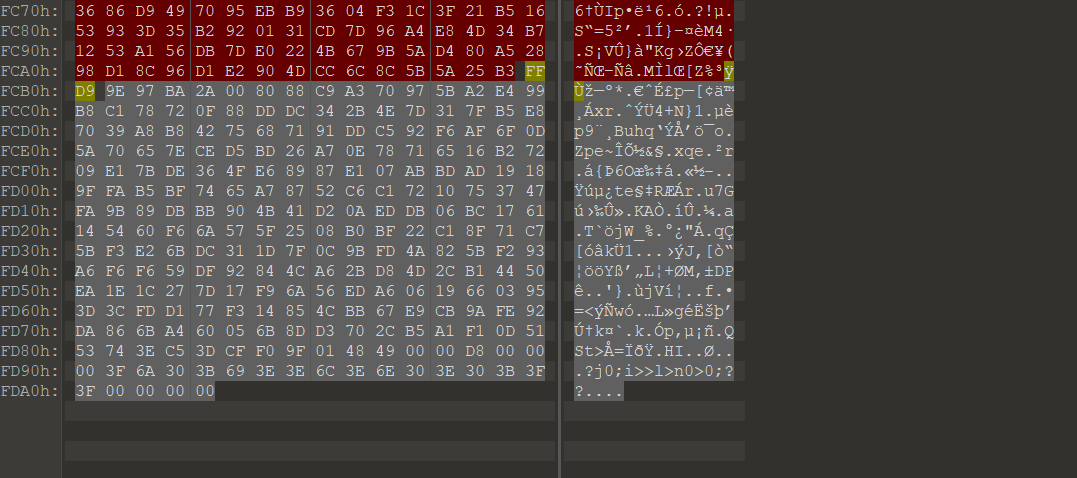 FC70h: 36 86 D9 49 70 95 EB B9 36 04 F3 1C 3F 21 B5 16 6†ÙIp•ë¹6.ó.?!µ.
FC80h: 53 93 3D 35 B2 92 01 31 CD 7D 96 A4 E8 4D 34 B7 S“=5²’.1Í}–¤èM4·
FC90h: 12 53 A1 56 DB 7D E0 22 4B 67 9B 5A D4 80 A5 28 .S¡VÛ}à"Kg›ZÔ€¥(
FCA0h: 98 D1 8C 96 D1 E2 90 4D CC 6C 8C 5B 5A 25 B3 FF ˜ÑŒ–Ñâ.MÌlŒ[Z%³ÿ
FCB0h: D9 9E 97 BA 2A 00 80 88 C9 A3 70 97 5B A2 E4 99 Ùž—º*.€ˆÉ£p—[¢ä™
FCC0h: B8 C1 78 72 0F 88 DD DC 34 2B 4E 7D 31 7F B5 E8 ¸Áxr.ˆÝÜ4+N}1.µè
FCD0h: 70 39 A8 B8 42 75 68 71 91 DD C5 92 F6 AF 6F 0D p9¨¸Buhq‘ÝÅ’ö¯o.
FCE0h: 5A 70 65 7E CE D5 BD 26 A7 0E 78 71 65 16 B2 72 Zpe~ÎÕ½&§.xqe.²r
FCF0h: 09 E1 7B DE 36 4F E6 89 87 E1 07 AB BD AD 19 18 .á{Þ6Oæ‰‡á.«½-..
FD00h: 9F FA B5 BF 74 65 A7 87 52 C6 C1 72 10 75 37 47 Ÿúµ¿te§‡RÆÁr.u7G
FD10h: FA 9B 89 DB BB 90 4B 41 D2 0A ED DB 06 BC 17 61 ú›‰Û».KAÒ.íÛ.¼.a
FD20h: 14 54 60 F6 6A 57 5F 25 08 B0 BF 22 C1 8F 71 C7 .T`öjW_%.°¿"Á.qÇ
FD30h: 5B F3 E2 6B DC 31 1D 7F 0C 9B FD 4A 82 5B F2 93 [óâkÜ1...›ýJ‚[ò“
FD40h: A6 F6 F6 59 DF 92 84 4C A6 2B D8 4D 2C B1 44 50 ¦ööYß’„L¦+ØM,±DP
FD50h: EA 1E 1C 27 7D 17 F9 6A 56 ED A6 06 19 66 03 95 ê..'}.ùjVí¦..f.•
FD60h: 3D 3C FD D1 77 F3 14 85 4C BB 67 E9 CB 9A FE 92 =<ýÑwó.…L»géËšþ’
FD70h: DA 86 6B A4 60 05 6B 8D D3 70 2C B5 A1 F1 0D 51 Ú†k¤`.k.Óp,µ¡ñ.Q
FD80h: 53 74 3E C5 3D CF F0 9F 01 48 49 00 00 D8 00 00 St>Å=ÏðŸ.HI..Ø..
FD90h: 00 3F 6A 30 3B 69 3E 3E 6C 3E 6E 30 3E 30 3B 3F .?j0;i>>l>n0>0;?
FDA0h: 3F 00 00 00 00 ?....